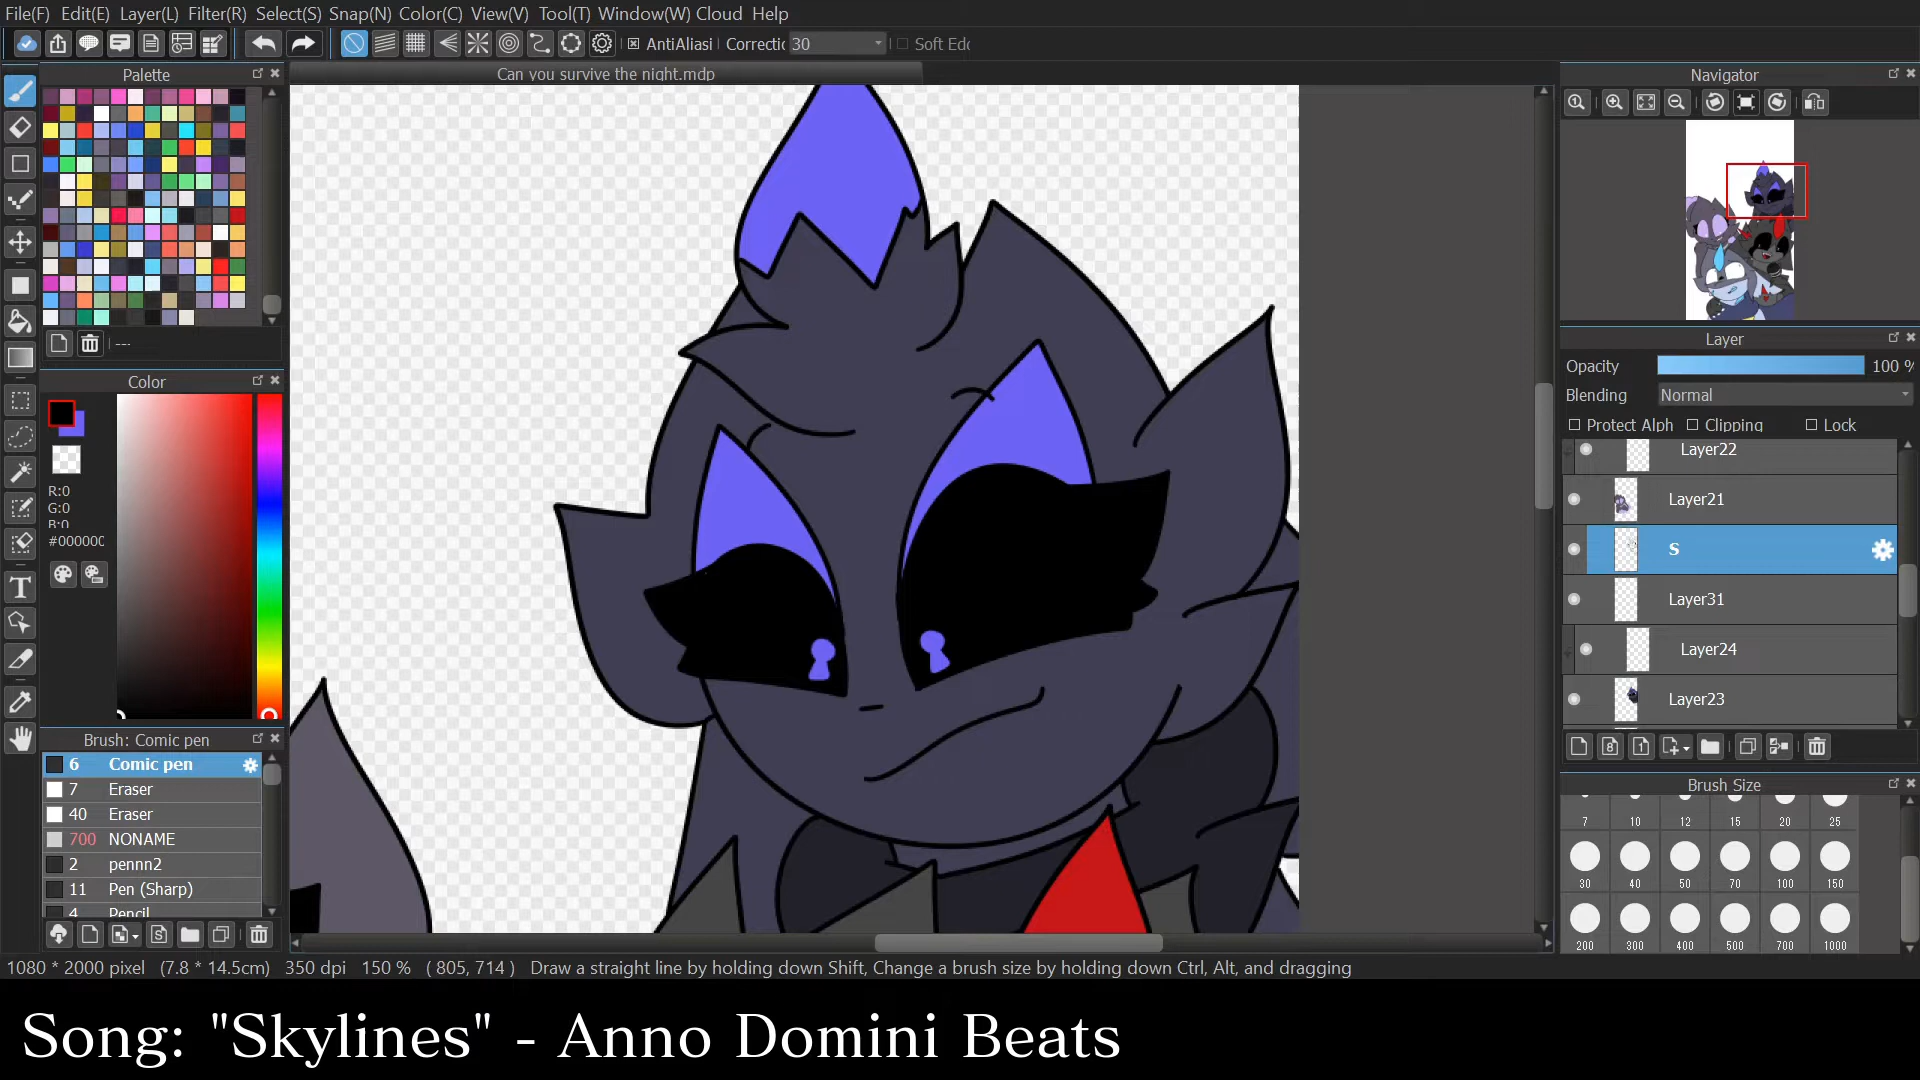 File(F) Edit(E) Layer(L) Filter(R) Select(S) Snap(N) Color(C) View(V) Tool(T) Window(W) Cloud Help
AntiAliasi Correctic 30 Soft Edc
Palette
Can you survive the night.mdp
Navigator
---
Color
R:0
G:0
B:0
#000000
Layer
Opacity 100 %
Blending Normal
Protect Alph Clipping Lock
Layer22
Layer21
S
Layer31
Layer24
Layer23
Brush: Comic pen
6 Comic pen
7 Eraser
40 Eraser
700 NONAME
2 pennn2
11 Pen (Sharp)
4 Pencil
Brush Size
7 10 12 15 20 25
30 40 50 70 100 150
200 300 400 500 700 1000
1080 * 2000 pixel (7.8 * 14.5cm) 350 dpi 150 % ( 805, 714 ) Draw a straight line by holding down Shift, Change a brush size by holding down Ctrl, Alt, and dragging
Song: "Skylines" - Anno Domini Beats